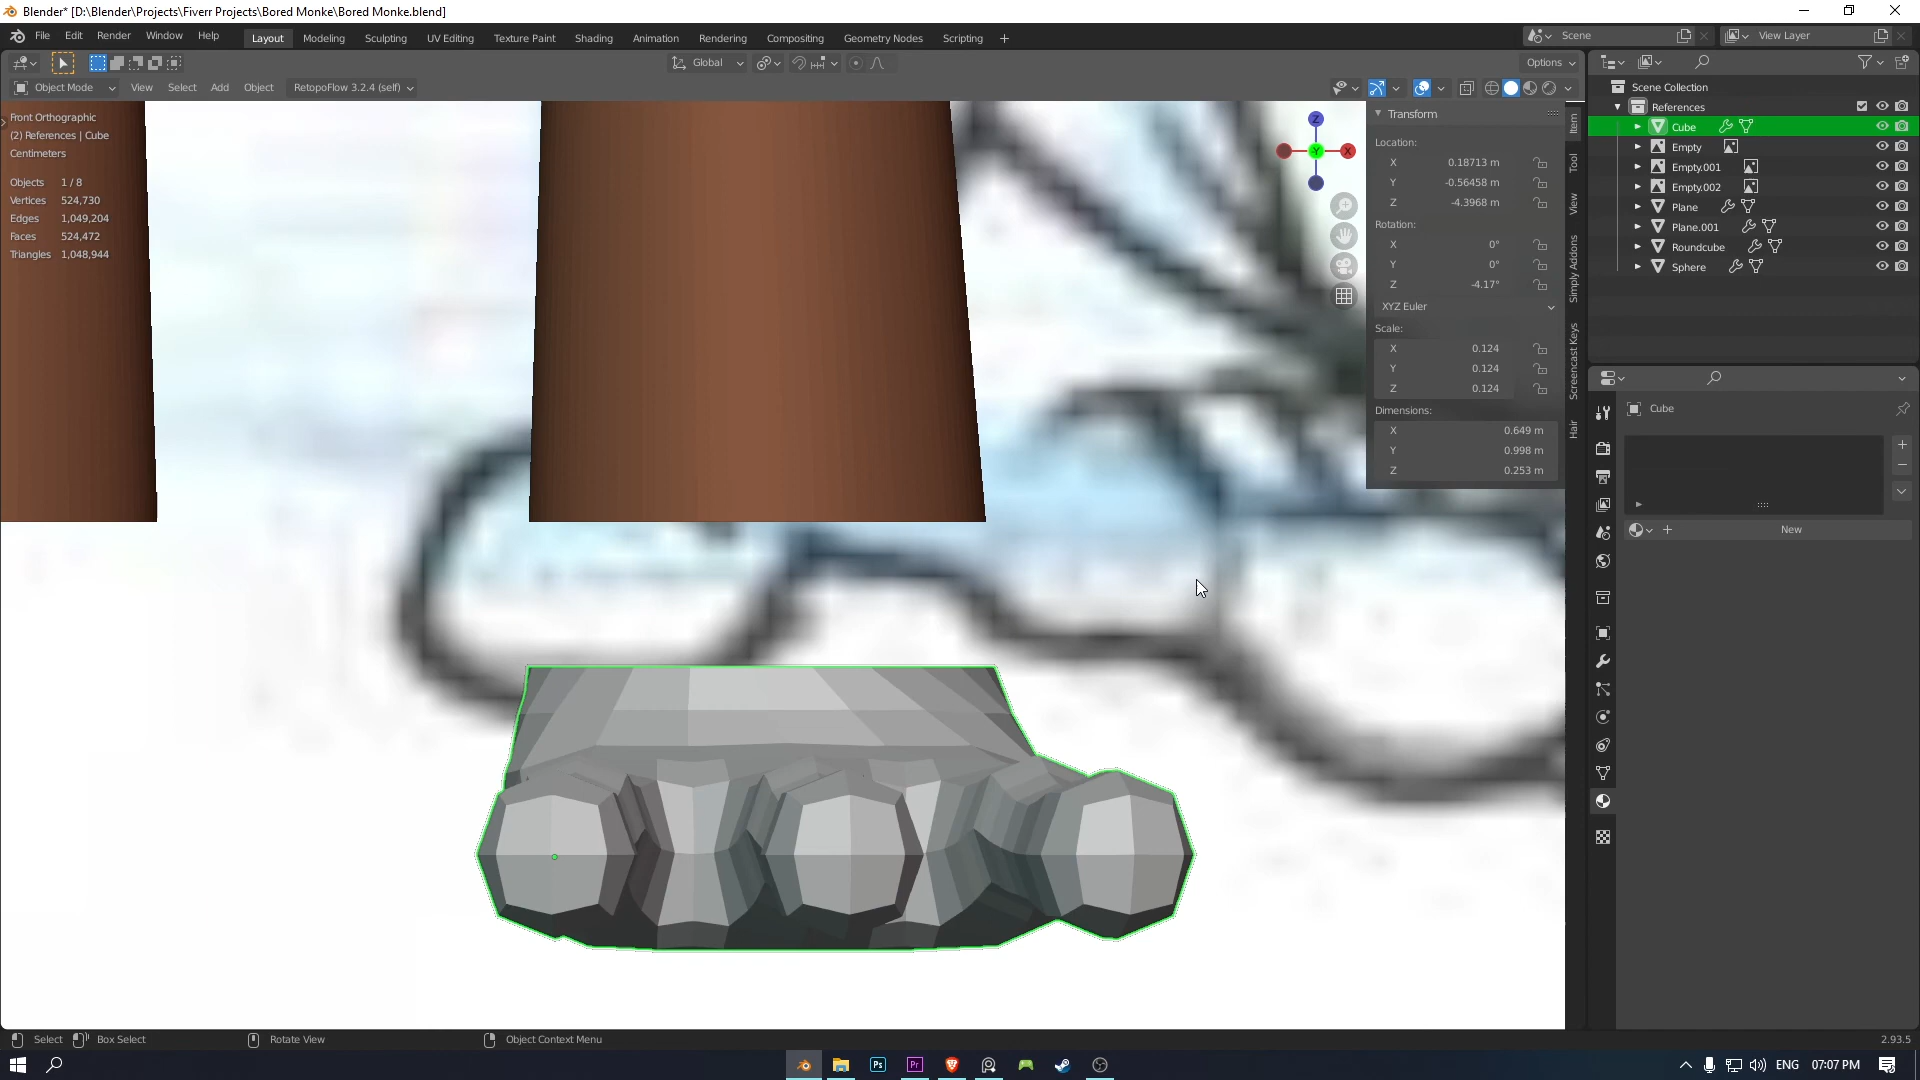 Blender* [D:\Blender\Projects\Fiverr Projects\Bored Monke\Bored Monke.blend]
File Edit Render Window Help
Layout Modeling Sculpting UV Editing Texture Paint Shading Animation Rendering Compositing Geometry Nodes Scripting
Scene
View Layer
Global
Options
Object Mode View Select Add Object RetopoFlow 3.2.4 (self)
Front Orthographic
(2) References | Cube
Centimeters
Objects 1 / 8
Vertices 524,730
Edges 1,049,204
Faces 524,472
Triangles 1,048,944
Z
X
Y
Transform
Location:
X 0.18713 m
Y -0.56458 m
Z -4.3968 m
Rotation:
X 0°
Y 0°
Z -4.17°
XYZ Euler
Scale:
X 0.124
Y 0.124
Z 0.124
Dimensions:
X 0.649 m
Y 0.998 m
Z 0.253 m
Item
Tool
View
Simply Addons
Screencast Keys
Hair
Scene Collection
References
Cube
Empty
Empty.001
Empty.002
Plane
Plane.001
Roundcube
Sphere
Cube
New
Select Box Select Rotate View Object Context Menu
2.93.5
Ps
Pr
ENG 07:07 PM